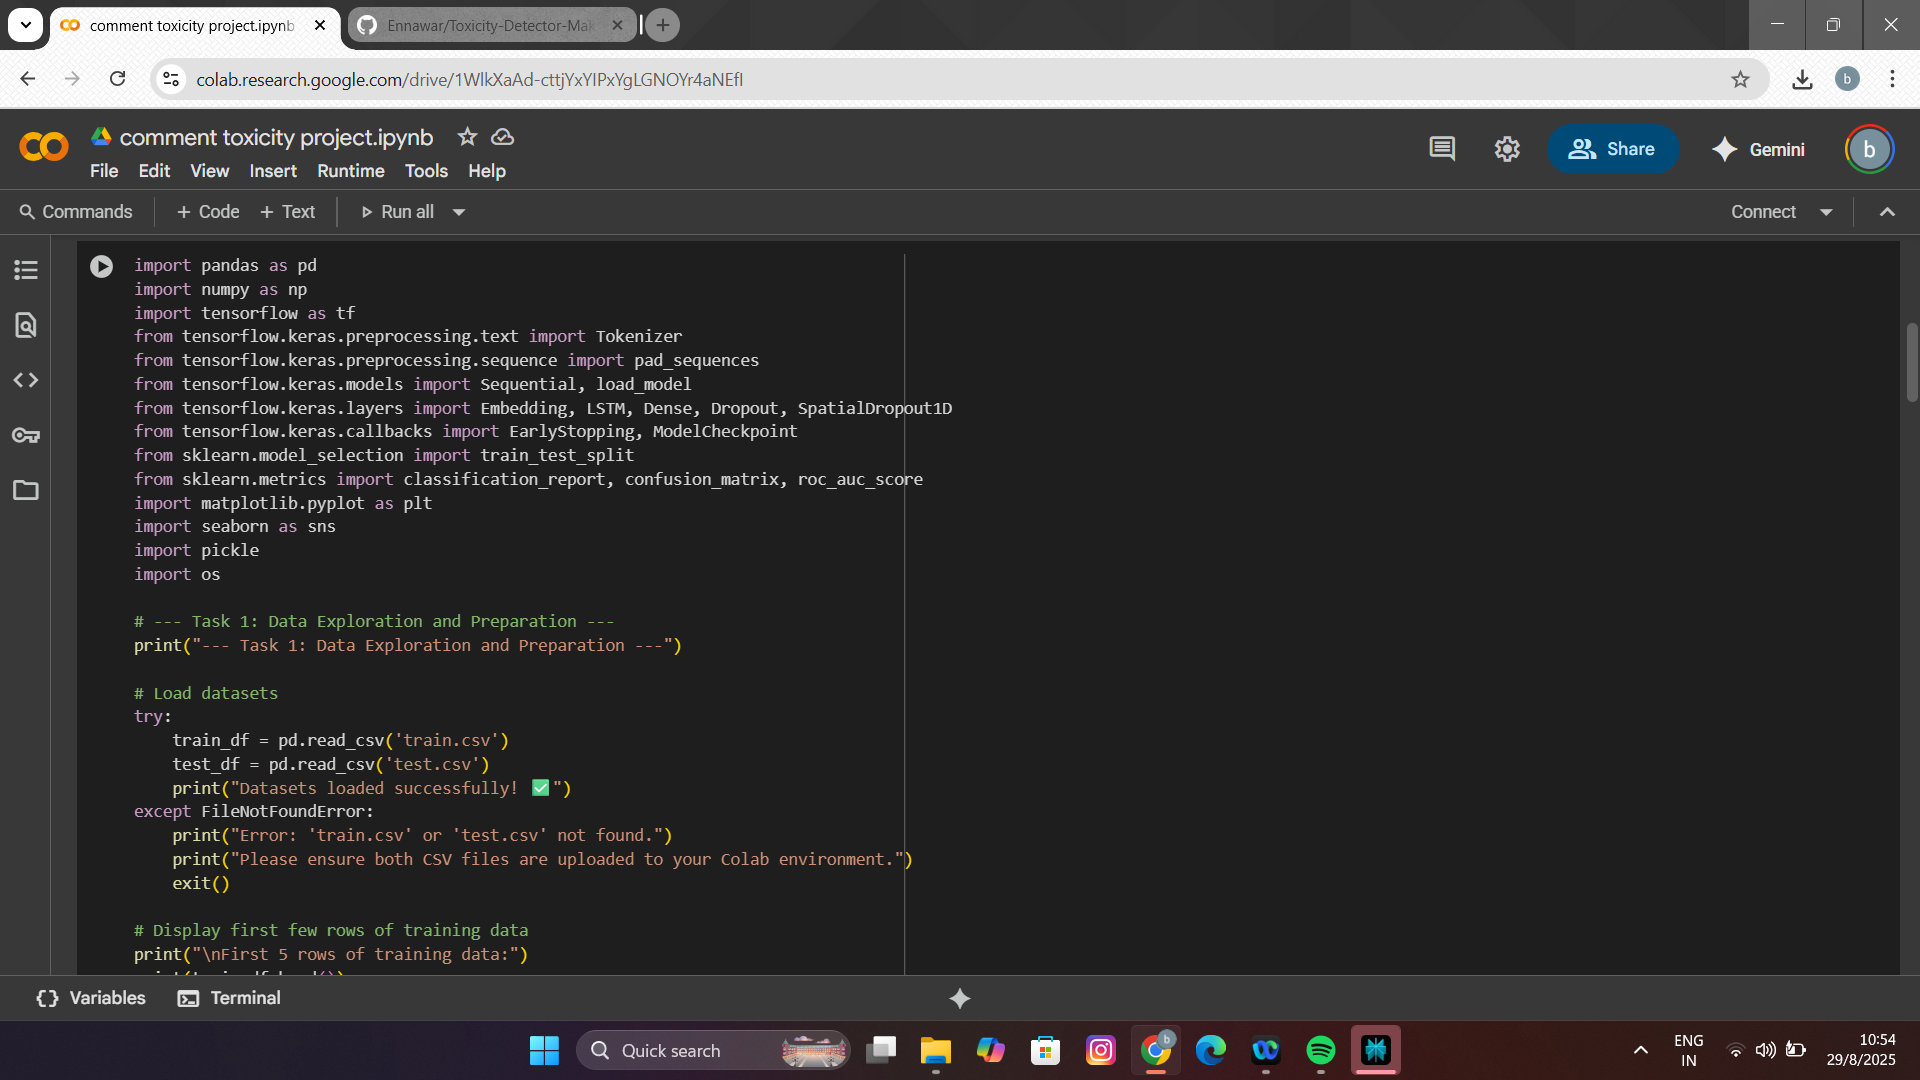 comment toxicity project.ipynb
Ennawar/Toxicity-Detector-Mak
colab.research.google.com/drive/1WlkXaAd-cttjYxYIPxYgLGNOYr4aNEfI
b
comment toxicity project.ipynb
File Edit View Insert Runtime Tools Help
Share
Gemini
b
Commands + Code + Text Run all
Connect
import pandas as pd
import numpy as np
import tensorflow as tf
from tensorflow.keras.preprocessing.text import Tokenizer
from tensorflow.keras.preprocessing.sequence import pad_sequences
from tensorflow.keras.models import Sequential, load_model
from tensorflow.keras.layers import Embedding, LSTM, Dense, Dropout, SpatialDropout1D
from tensorflow.keras.callbacks import EarlyStopping, ModelCheckpoint
from sklearn.model_selection import train_test_split
from sklearn.metrics import classification_report, confusion_matrix, roc_auc_score
import matplotlib.pyplot as plt
import seaborn as sns
import pickle
import os
# --- Task 1: Data Exploration and Preparation ---
print("--- Task 1: Data Exploration and Preparation ---")
# Load datasets
try:
    train_df = pd.read_csv('train.csv')
    test_df = pd.read_csv('test.csv')
    print("Datasets loaded successfully! ✅")
except FileNotFoundError:
    print("Error: 'train.csv' or 'test.csv' not found.")
    print("Please ensure both CSV files are uploaded to your Colab environment.")
    exit()
# Display first few rows of training data
print("\nFirst 5 rows of training data:")
Variables Terminal
Quick search
b
ENG
IN
10:54
29/8/2025